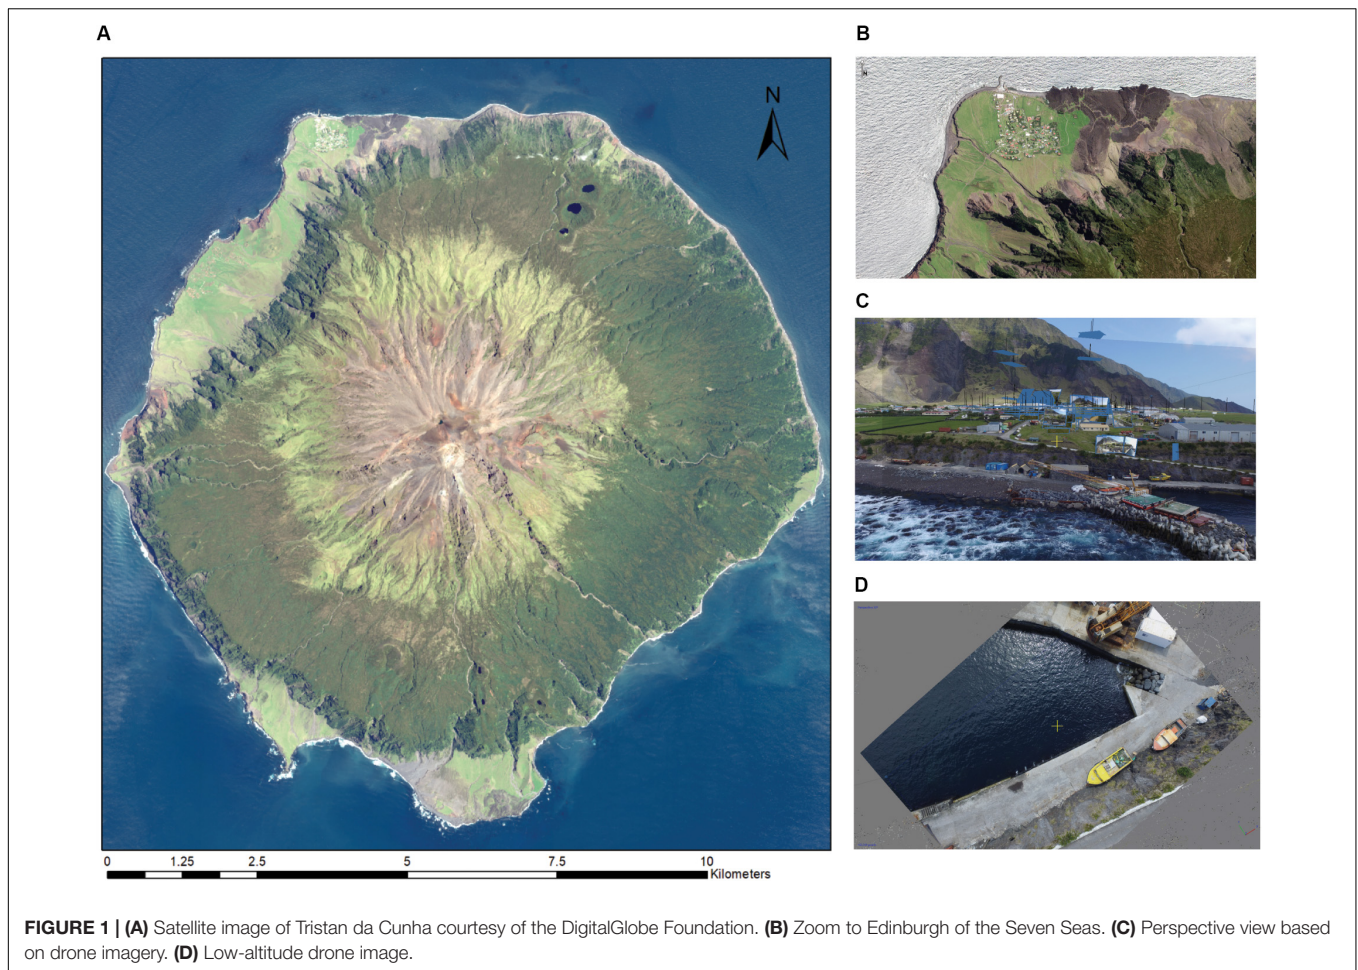 A
B
N
N
C
D
0 1.25 2.5 5 7.5 10
Kilometers
FIGURE 1 | (A) Satellite image of Tristan da Cunha courtesy of the DigitalGlobe Foundation. (B) Zoom to Edinburgh of the Seven Seas. (C) Perspective view based
on drone imagery. (D) Low-altitude drone image.